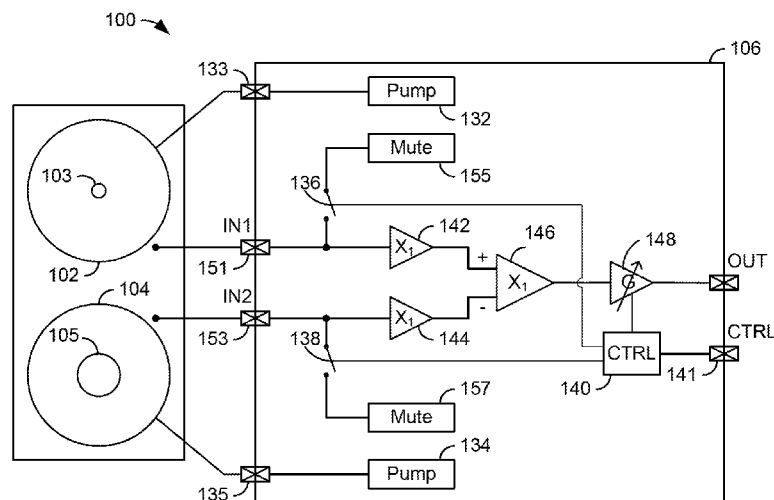 100
106
133
Pump
132
Mute
155
103
136
IN1
142
146
148
X1
+
OUT
102
151
X1
G
104
IN2
-
X1
CTRL
105
153
138
144
CTRL
140
141
157
Mute
134
Pump
135